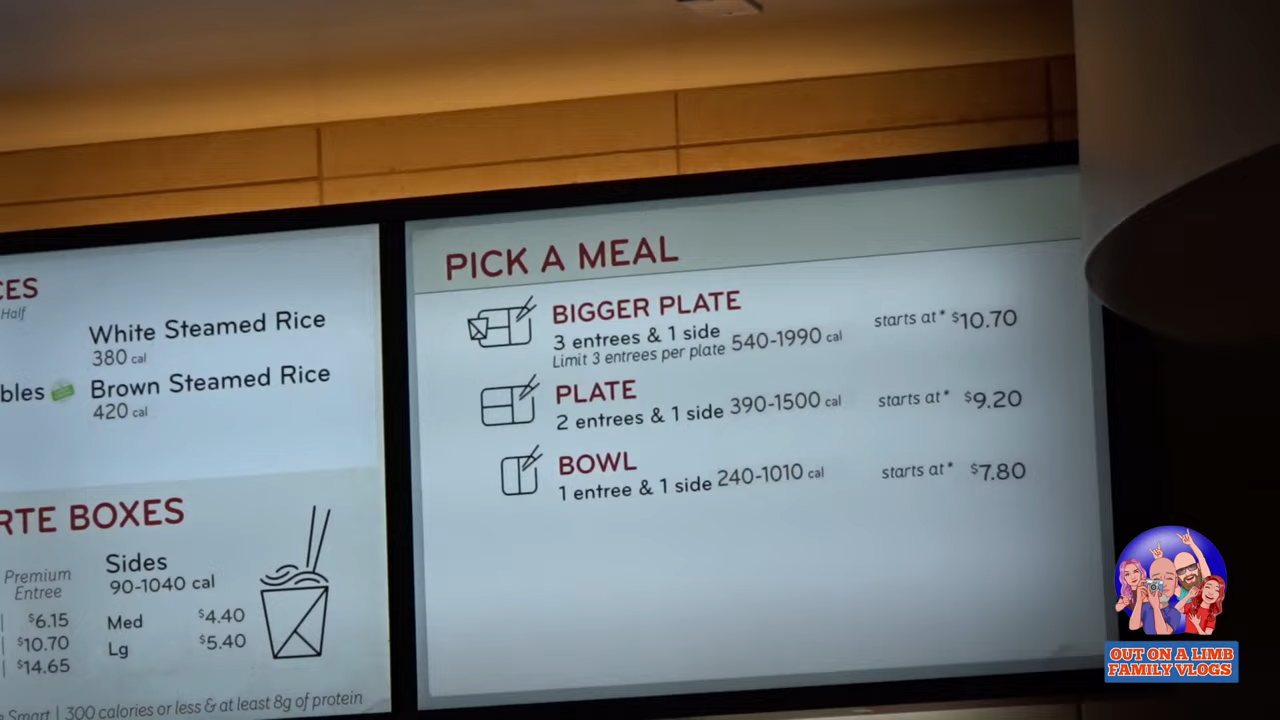 CES
Half
White Steamed Rice
380 cal
bles
Brown Steamed Rice
420 cal
RTE BOXES
Premium
Entree
Sides
90-1040 cal
$6.15
Med $4.40
$10.70
Lg $5.40
$14.65
Smart | 300 calories or less & at least 8g of protein
PICK A MEAL
BIGGER PLATE
3 entrees & 1 side 540-1990 cal starts at* $10.70
Limit 3 entrees per plate
PLATE
2 entrees & 1 side 390-1500 cal starts at* $9.20
BOWL
1 entree & 1 side 240-1010 cal starts at* $7.80
OUT ON A LIMB
FAMILY VLOGS